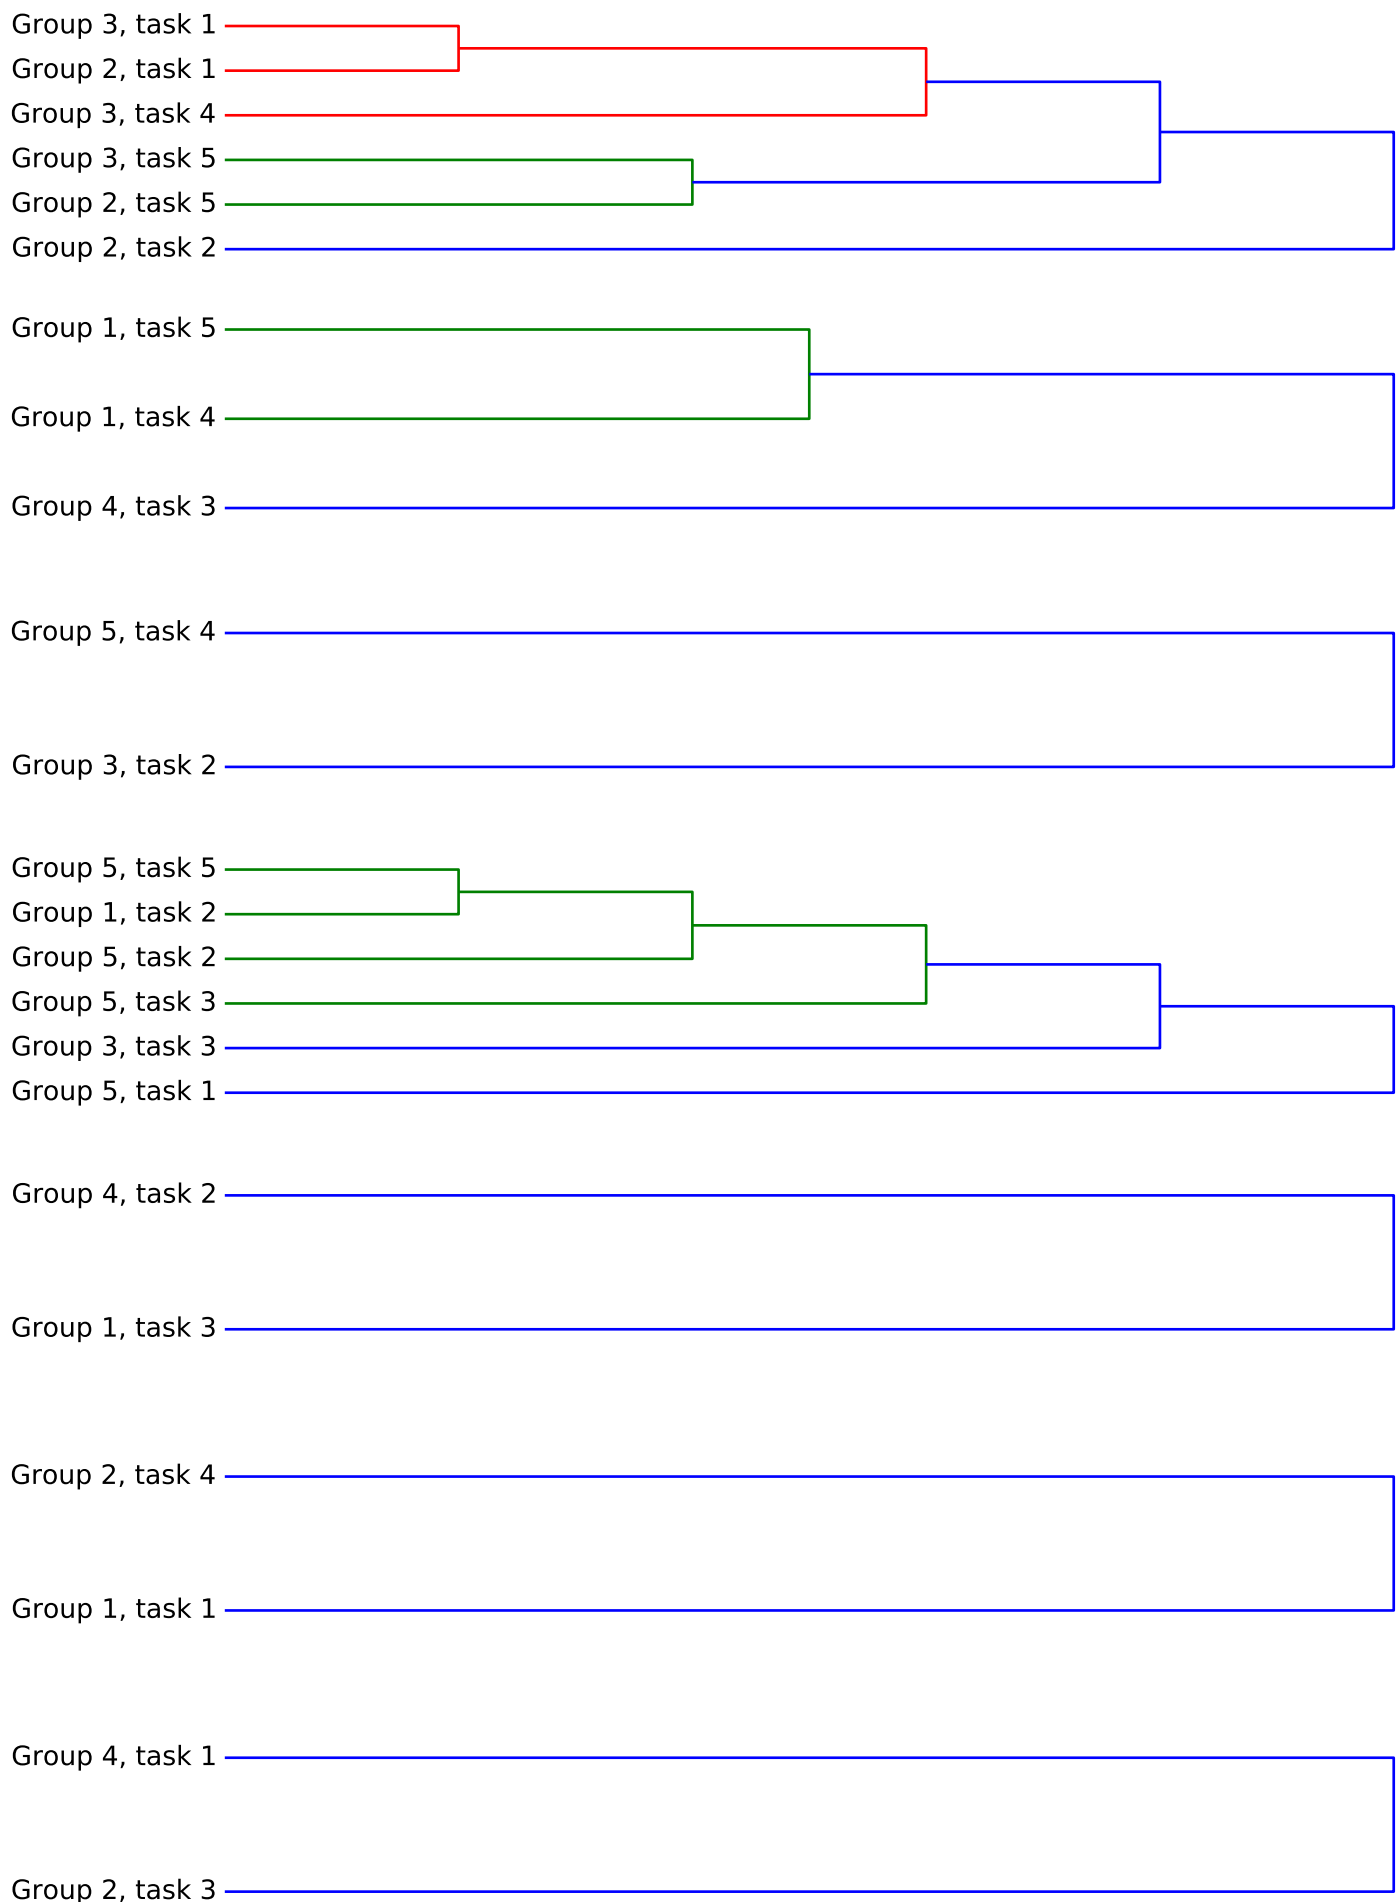 Group 3, task 1
Group 2, task 1
Group 3, task 4
Group 3, task 5
Group 2, task 5
Group 2, task 2
Group 1, task 5
Group 1, task 4
Group 4, task 3
Group 5, task 4
Group 3, task 2
Group 5, task 5
Group 1, task 2
Group 5, task 2
Group 5, task 3
Group 3, task 3
Group 5, task 1
Group 4, task 2
Group 1, task 3
Group 2, task 4
Group 1, task 1
Group 4, task 1
Group 2, task 3